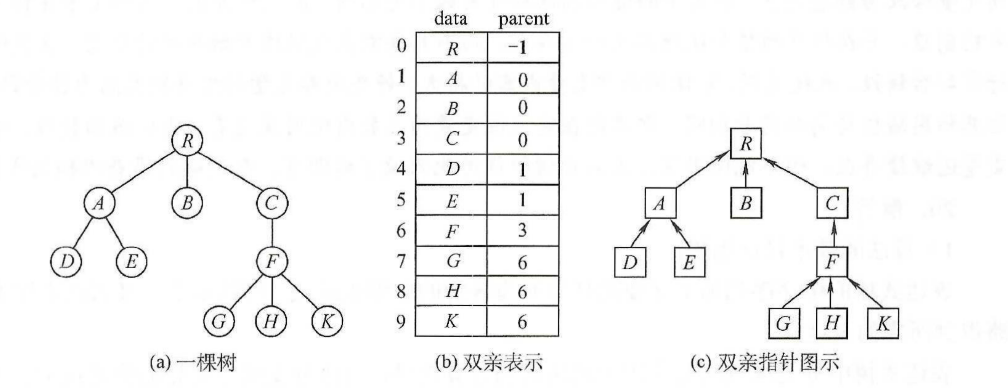 R
A B C
D E F
G H K
(a) 一棵树
data parent
0 R −1
1 A 0
2 B 0
3 C 0
4 D 1
5 E 1
6 F 3
7 G 6
8 H 6
9 K 6
(b) 双亲表示
R
A B C
D E F
G H K
(c) 双亲指针图示